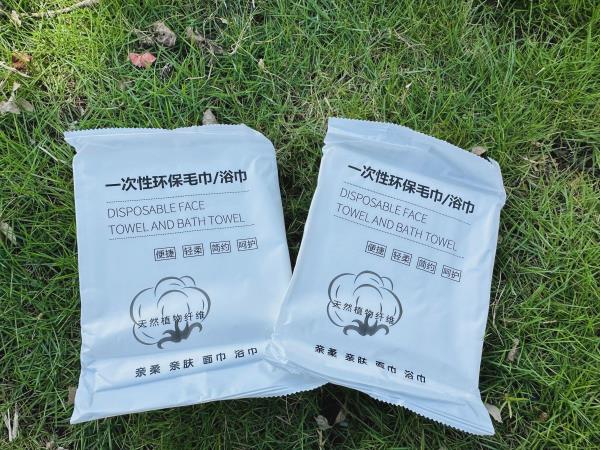 一次性环保毛巾/浴巾
DISPOSABLE FACE
TOWEL AND BATH TOWEL
便捷 轻柔 简约 呵护
天然植物纤维
亲柔 亲肤 面巾 浴巾
一次性环保毛巾/浴巾
DISPOSABLE FACE
TOWEL AND BATH TOWEL
便捷 轻柔 简约 呵护
天然植物纤维
亲柔 亲肤 面巾 浴巾